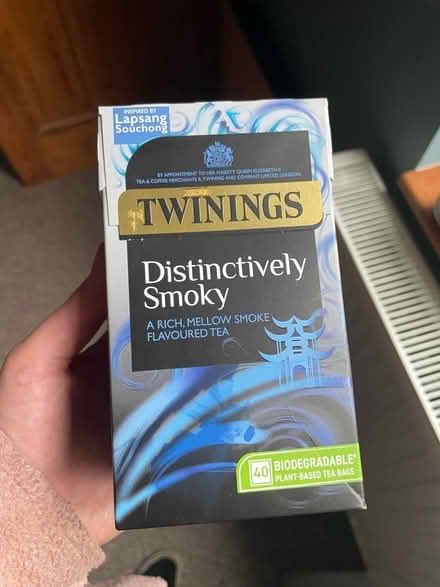 INSPIRED BY
Lapsang
Souchong
BY APPOINTMENT TO HER MAJESTY QUEEN ELIZABETH II
TEA & COFFEE MERCHANTS R. TWINING AND COMPANY LIMITED, LONDON
TWININGS
Distinctively
Smoky
A RICH, MELLOW SMOKE
FLAVOURED TEA
40 BIODEGRADABLE*
PLANT-BASED TEA BAGS